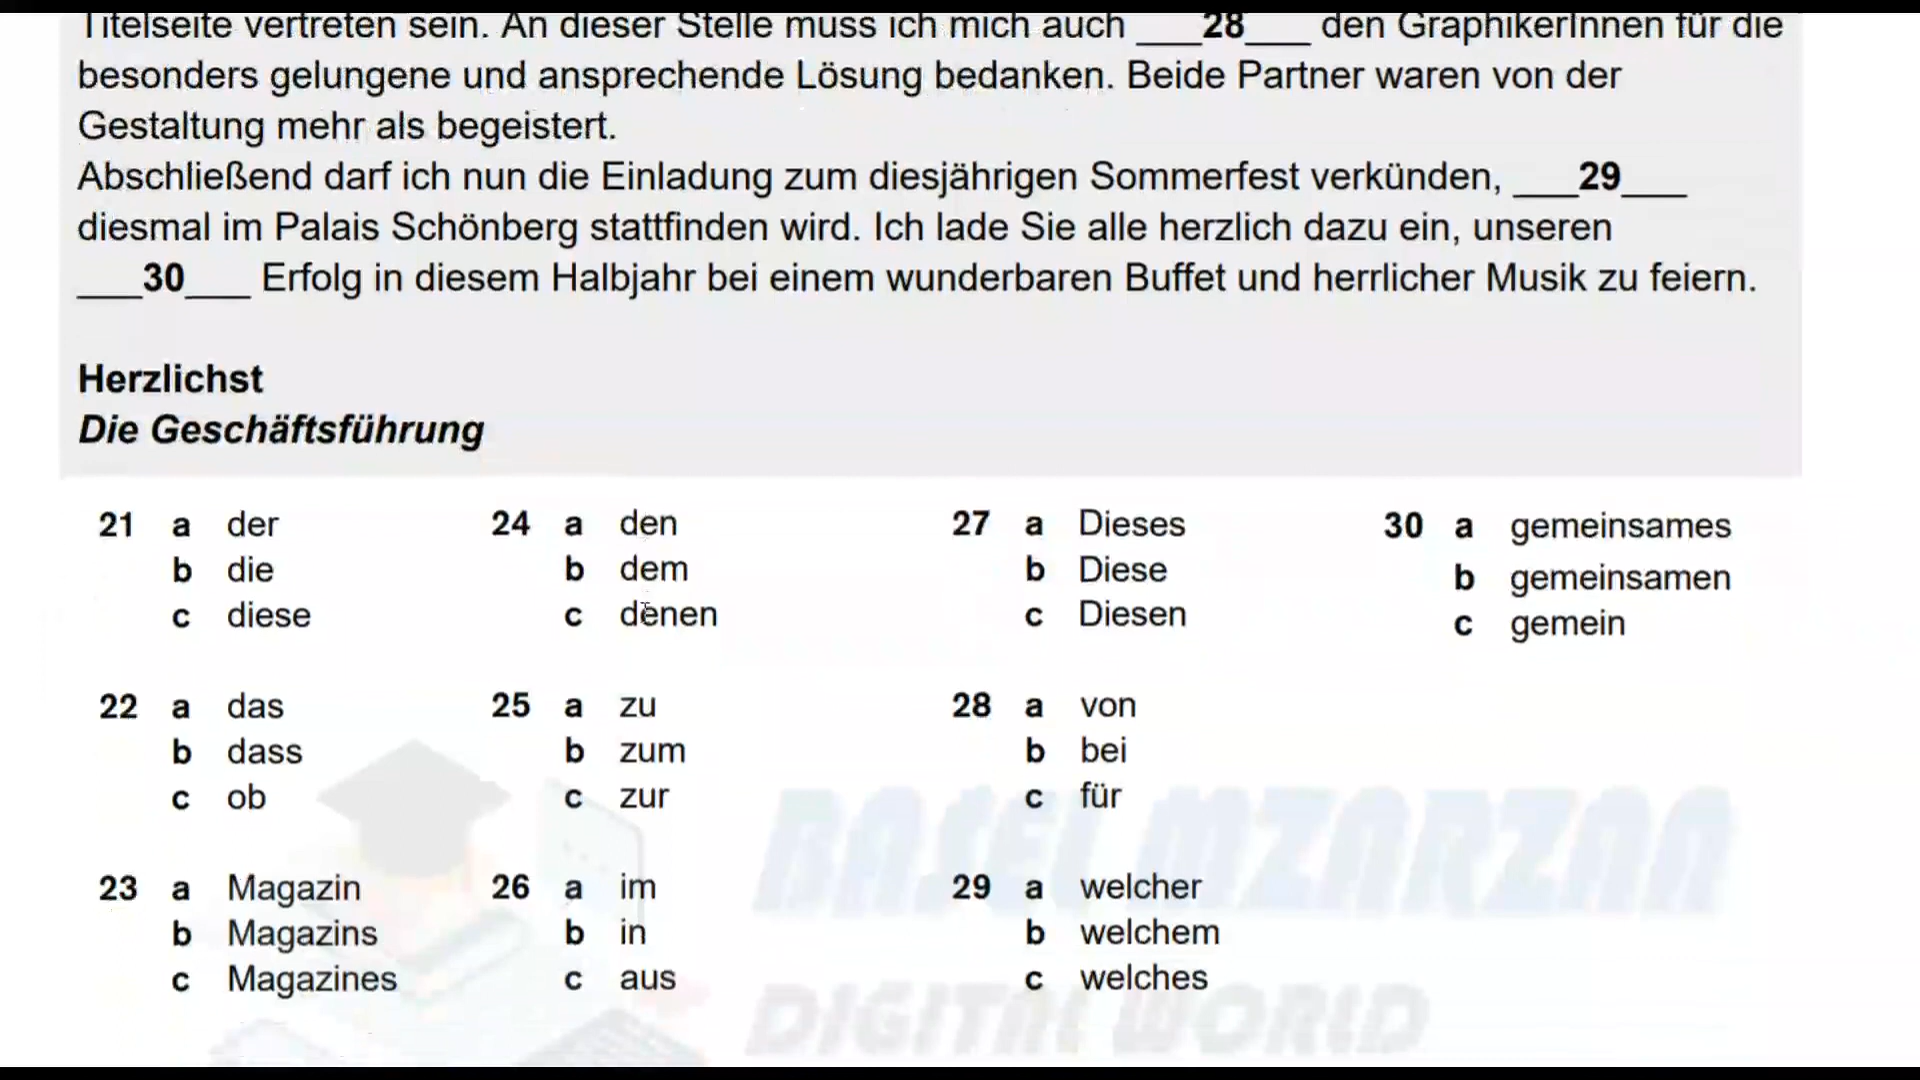 Titelseite vertreten sein. An dieser Stelle muss ich mich auch ___28___ den GraphikerInnen für die
besonders gelungene und ansprechende Lösung bedanken. Beide Partner waren von der
Gestaltung mehr als begeistert.
Abschließend darf ich nun die Einladung zum diesjährigen Sommerfest verkünden, ___29___
diesmal im Palais Schönberg stattfinden wird. Ich lade Sie alle herzlich dazu ein, unseren
___30___ Erfolg in diesem Halbjahr bei einem wunderbaren Buffet und herrlicher Musik zu feiern.
Herzlichst
Die Geschäftsführung
21 a der
b die
c diese
22 a das
b dass
c ob
23 a Magazin
b Magazins
c Magazines
24 a den
b dem
c denen
25 a zu
b zum
c zur
26 a im
b in
c aus
27 a Dieses
b Diese
c Diesen
28 a von
b bei
c für
29 a welcher
b welchem
c welches
30 a gemeinsames
b gemeinsamen
c gemein
BASEL MZARZAA
DIGITAL WORLD